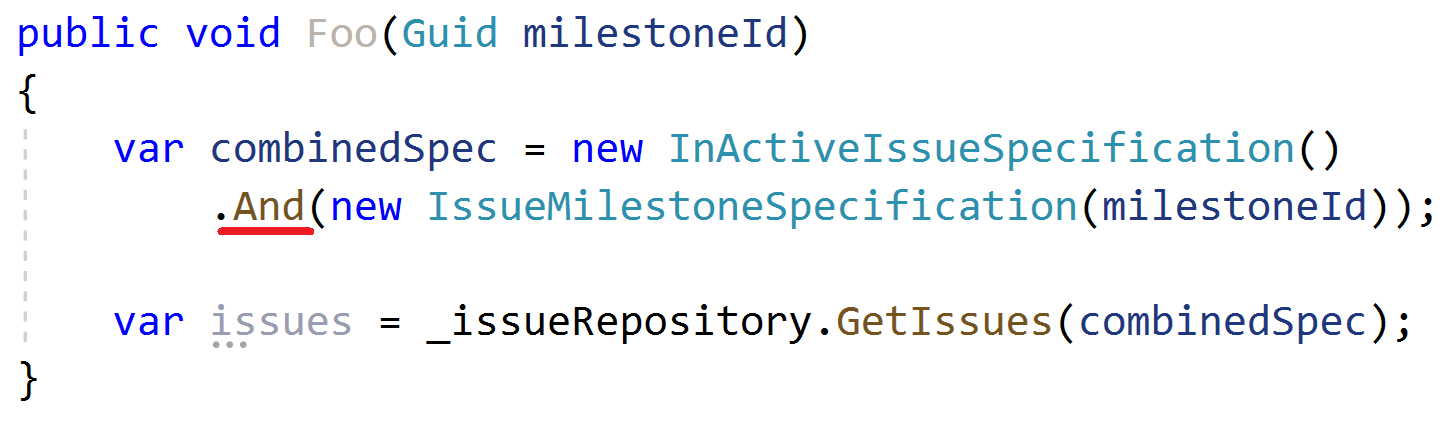 public void Foo(Guid milestoneId)
{
    var combinedSpec = new InActiveIssueSpecification()
        .And(new IssueMilestoneSpecification(milestoneId));

    var issues = _issueRepository.GetIssues(combinedSpec);
}